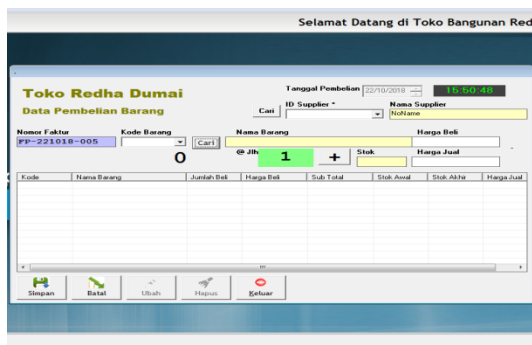 Selamat Datang di Toko Bangunan Red
Toko Redha Dumai
Tanggal Pembelian 22/10/2018 15:50:48
Data Pembelian Barang
Cari ID Supplier * Nama Supplier
NoName
Nomor Faktur Kode Barang Nama Barang Harga Beli
FP-221018-005 Cari
0 @ Jlh 1 + Stok Harga Jual
Kode Nama Barang Jumlah Beli Harga Beli Sub Total Stok Awal Stok Akhir Harga Jual
Simpan Batal Ubah Hapus Keluar